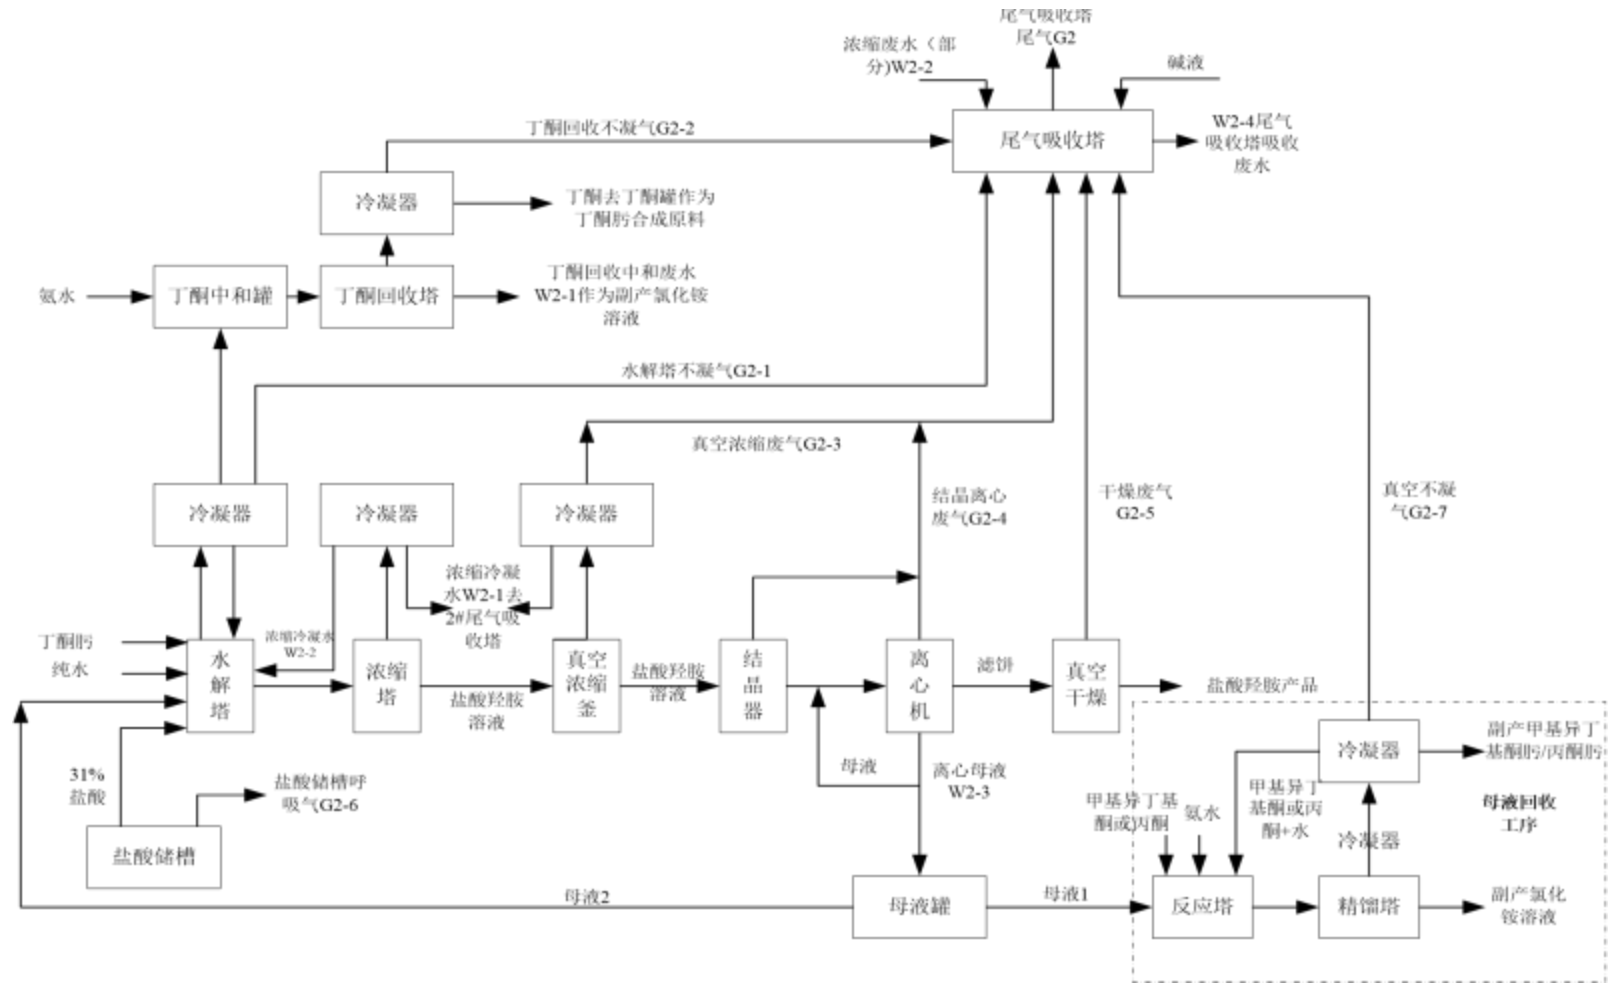 尾气吸收塔
尾气G2
浓缩废水（部
分)W2-2
碱液
丁酮回收不凝气G2-2
尾气吸收塔
W2-4尾气
吸收塔吸收
废水
冷凝器
丁酮去丁酮罐作为
丁酮肟合成原料
氨水
丁酮中和罐
丁酮回收塔
丁酮回收中和废水
W2-1作为副产氯化铵
溶液
水解塔不凝气G2-1
真空浓缩废气G2-3
冷凝器
冷凝器
冷凝器
结晶离心
废气G2-4
干燥废气
G2-5
真空不凝
气G2-7
浓缩冷凝
水W2-1去
2#尾气吸
收塔
丁酮肟
纯水
浓缩冷凝水
W2-2
水
解
塔
浓缩
塔
盐酸羟胺
溶液
真空
浓缩
釜
盐酸羟胺
溶液
结
晶
器
离
心
机
滤饼
真空
干燥
盐酸羟胺产品
31%
盐酸
盐酸储槽呼
吸气G2-6
盐酸储槽
母液
离心母液
W2-3
冷凝器
副产甲基异丁
基酮肟/丙酮肟
甲基异丁基
酮或丙酮
氨水
甲基异丁
基酮或丙
酮+水
冷凝器
母液回收
工序
母液2
母液罐
母液1
反应塔
精馏塔
副产氯化
铵溶液